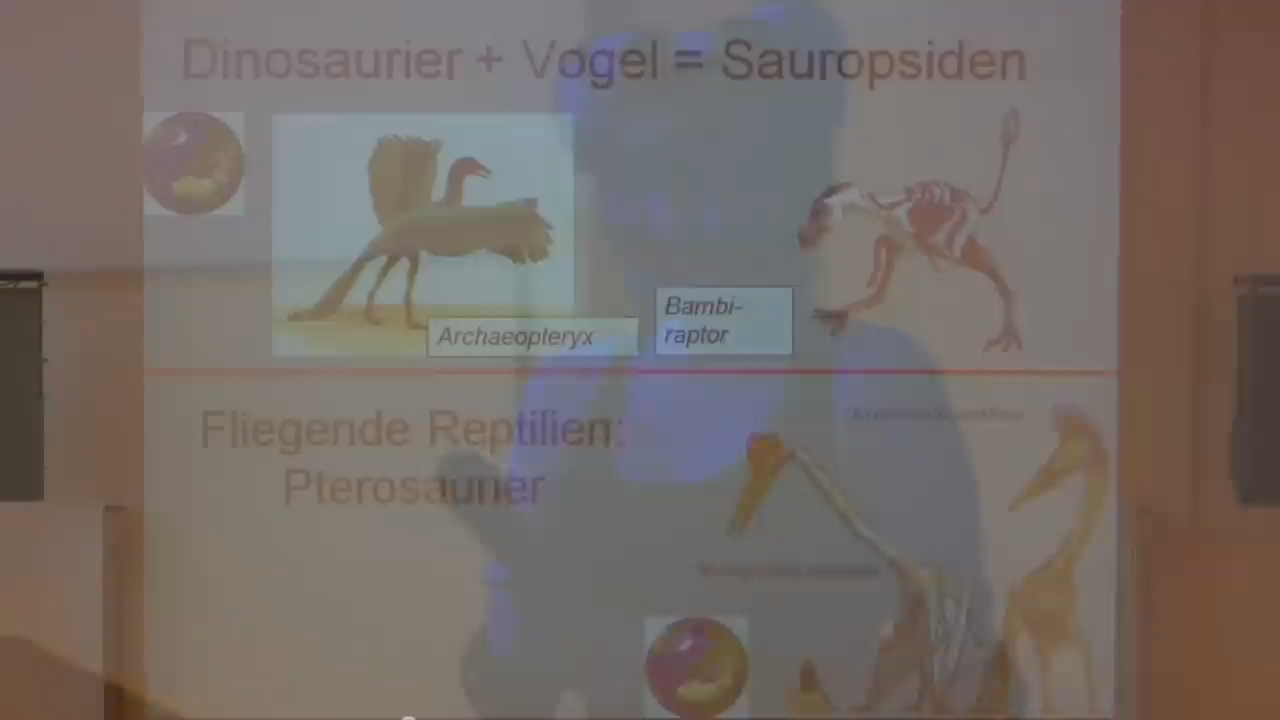 Dinosaurier + Vogel = Sauropsiden
Archaeopteryx
Bambi-
raptor
Fliegende Reptilien:
Pterosaurier